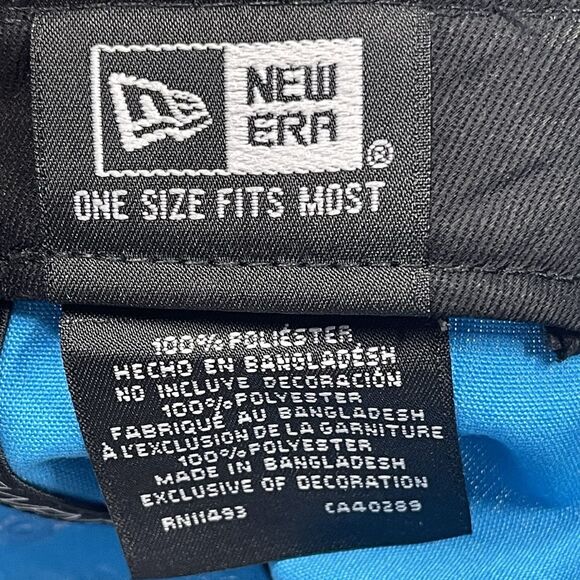 NEW
ERA®
ONE SIZE FITS MOST
100% POLIÉSTER
HECHO EN BANGLADÉSH
NO INCLUYE DECORACIÓN
100% POLYESTER
FABRIQUÉ AU BANGLADESH
À L'EXCLUSION DE LA GARNITURE
100% POLYESTER
MADE IN BANGLADESH
EXCLUSIVE OF DECORATION
RN11493 CA40289